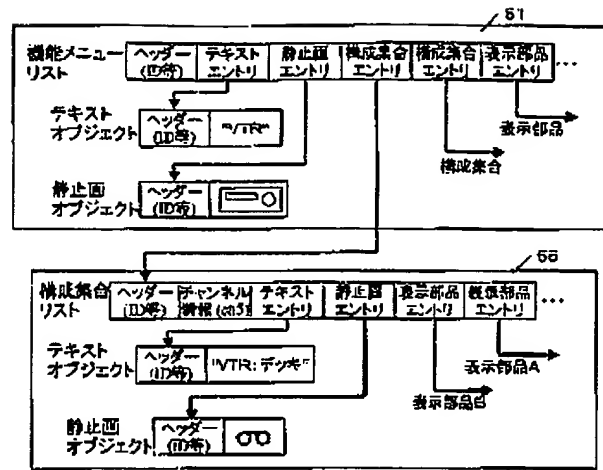 51
機能メニュー ヘッダー テキスト 静止画 構成集合 構成集合 表示部品
リスト (ID等) エントリ エントリ エントリ エントリ エントリ …
テキスト ヘッダー "VTR"
オブジェクト (ID等)
表示部品
構成集合
静止画 ヘッダー
オブジェクト (ID等)
構成集合 ヘッダー チャンネル テキスト 静止画 表示部品 表示部品
リスト (ID等) 情報 エントリ エントリ エントリ エントリ …
テキスト ヘッダー "VTR:デッキ"
オブジェクト (ID等)
表示部品A
表示部品B
静止画 ヘッダー
オブジェクト (ID等)